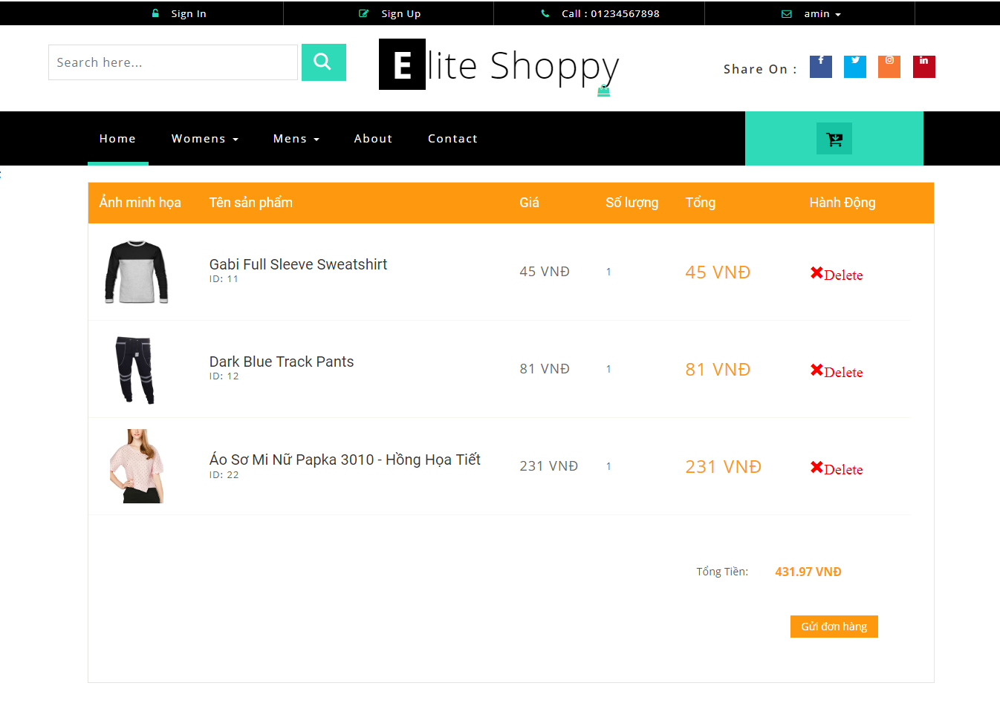 Sign In
Sign Up
Call : 01234567898
amin
Search here...
Elite Shoppy
Share On :
Home
Womens
Mens
About
Contact
Ảnh minh họa
Tên sản phẩm
Giá
Số lượng
Tổng
Hành Động
Gabi Full Sleeve Sweatshirt
ID: 11
45 VNĐ
1
45 VNĐ
Delete
Dark Blue Track Pants
ID: 12
81 VNĐ
1
81 VNĐ
Delete
Áo Sơ Mi Nữ Papka 3010 - Hồng Họa Tiết
ID: 22
231 VNĐ
1
231 VNĐ
Delete
Tổng Tiền:
431.97 VNĐ
Gửi đơn hàng